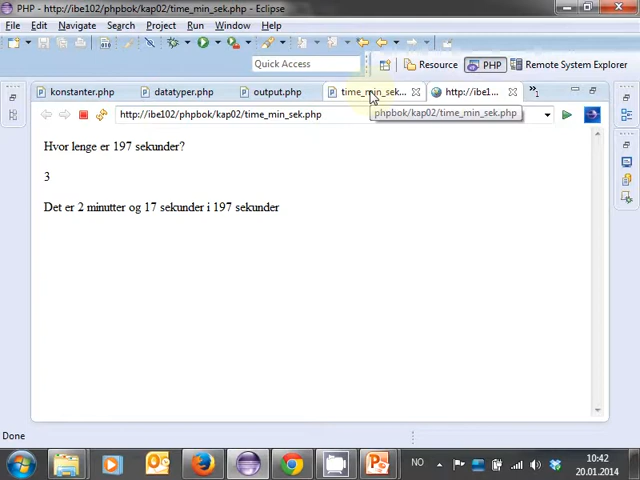 PHP - http://ibe102/phpbok/kap02/time_min_sek.php - Eclipse
File Edit Navigate Search Project Run Window Help
Quick Access
Resource PHP Remote System Explorer
konstanter.php datatyper.php output.php time_min_sek... http://ibe1... »1
http://ibe102/phpbok/kap02/time_min_sek.php
phpbok/kap02/time_min_sek.php
Hvor lenge er 197 sekunder?
3
Det er 2 minutter og 17 sekunder i 197 sekunder
Done
NO
10:42
20.01.2014